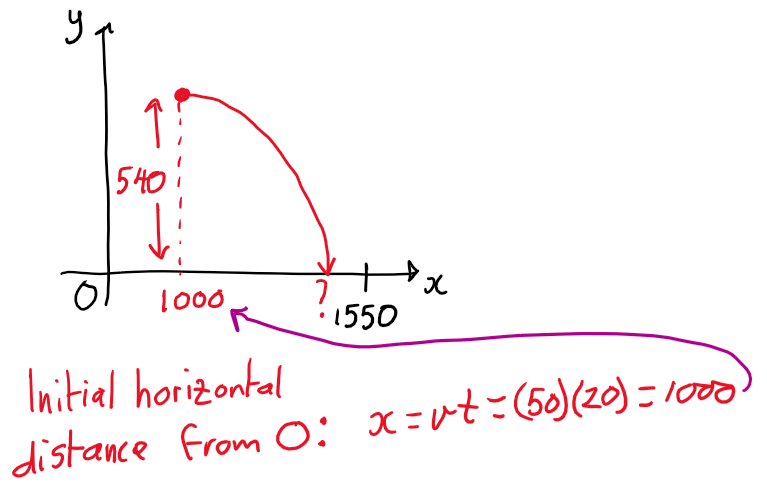 y
540
O
1000
?
1550
x
Initial horizontal
distance from O: x = vt = (50)(20) = 1000